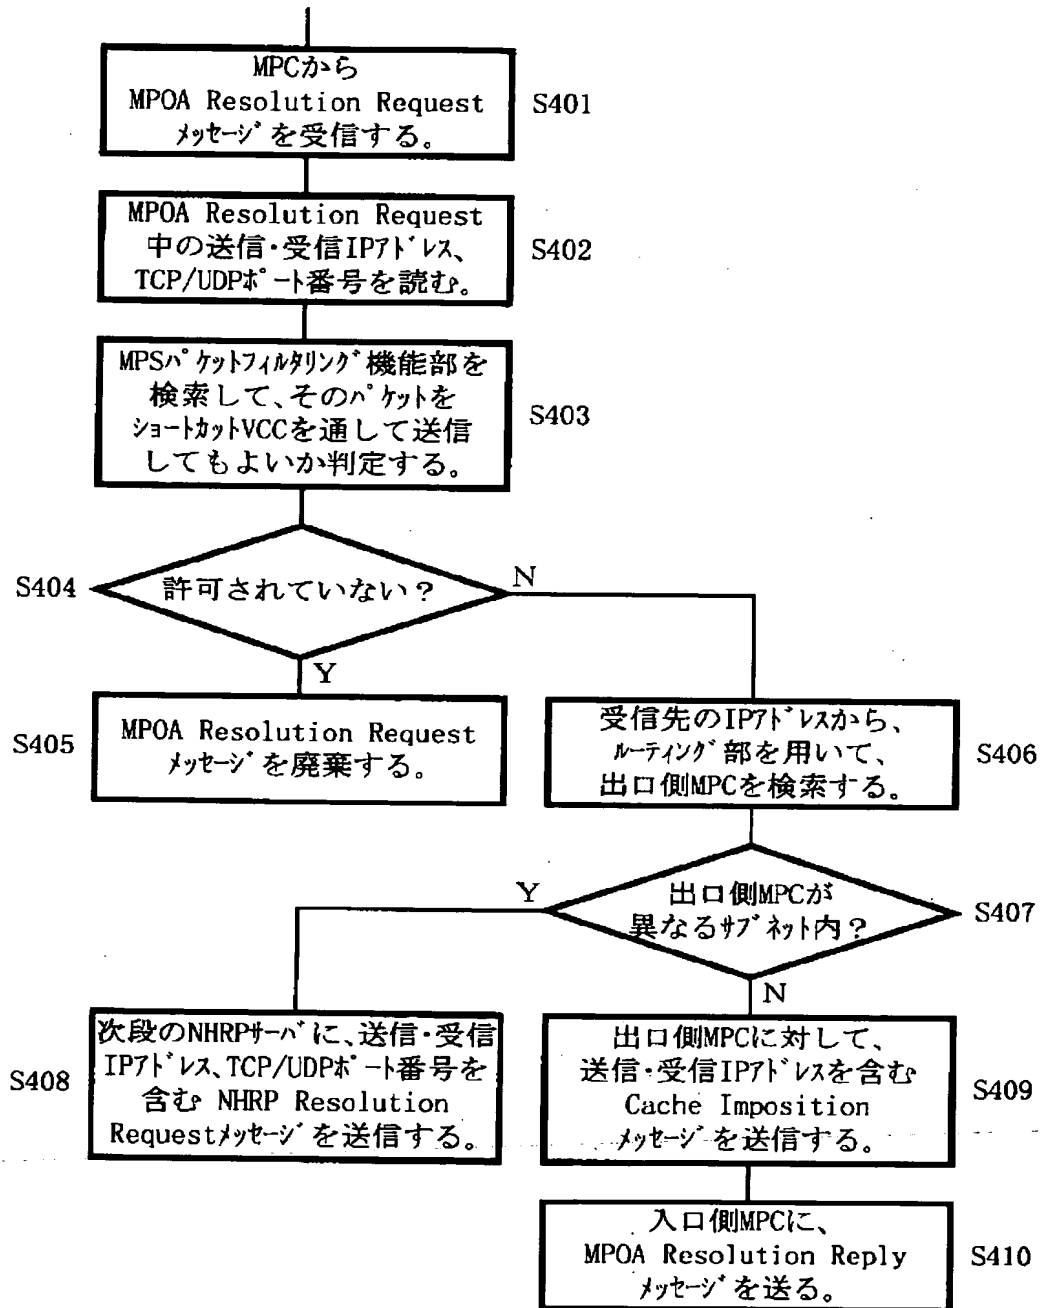 MPCから
MPOA Resolution Request
メッセージを受信する。
S401
MPOA Resolution Request
中の送信・受信IPアドレス、
TCP/UDPポート番号を読む。
S402
MPSパケットフィルタリング機能部を
検索して、そのパケットを
ショートカットVCCを通して送信
してもよいか判定する。
S403
S404
許可されていない？
N
Y
S405
MPOA Resolution Request
メッセージを廃棄する。
受信先のIPアドレスから、
ルーティング部を用いて、
出口側MPCを検索する。
S406
Y
出口側MPCが
異なるサブネット内？
S407
N
S408
次段のNHRPサーバに、送信・受信
IPアドレス、TCP/UDPポート番号を
含む NHRP Resolution
Requestメッセージを送信する。
出口側MPCに対して、
送信・受信IPアドレスを含む
Cache Imposition
メッセージを送信する。
S409
入口側MPCに、
MPOA Resolution Reply
メッセージを送る。
S410